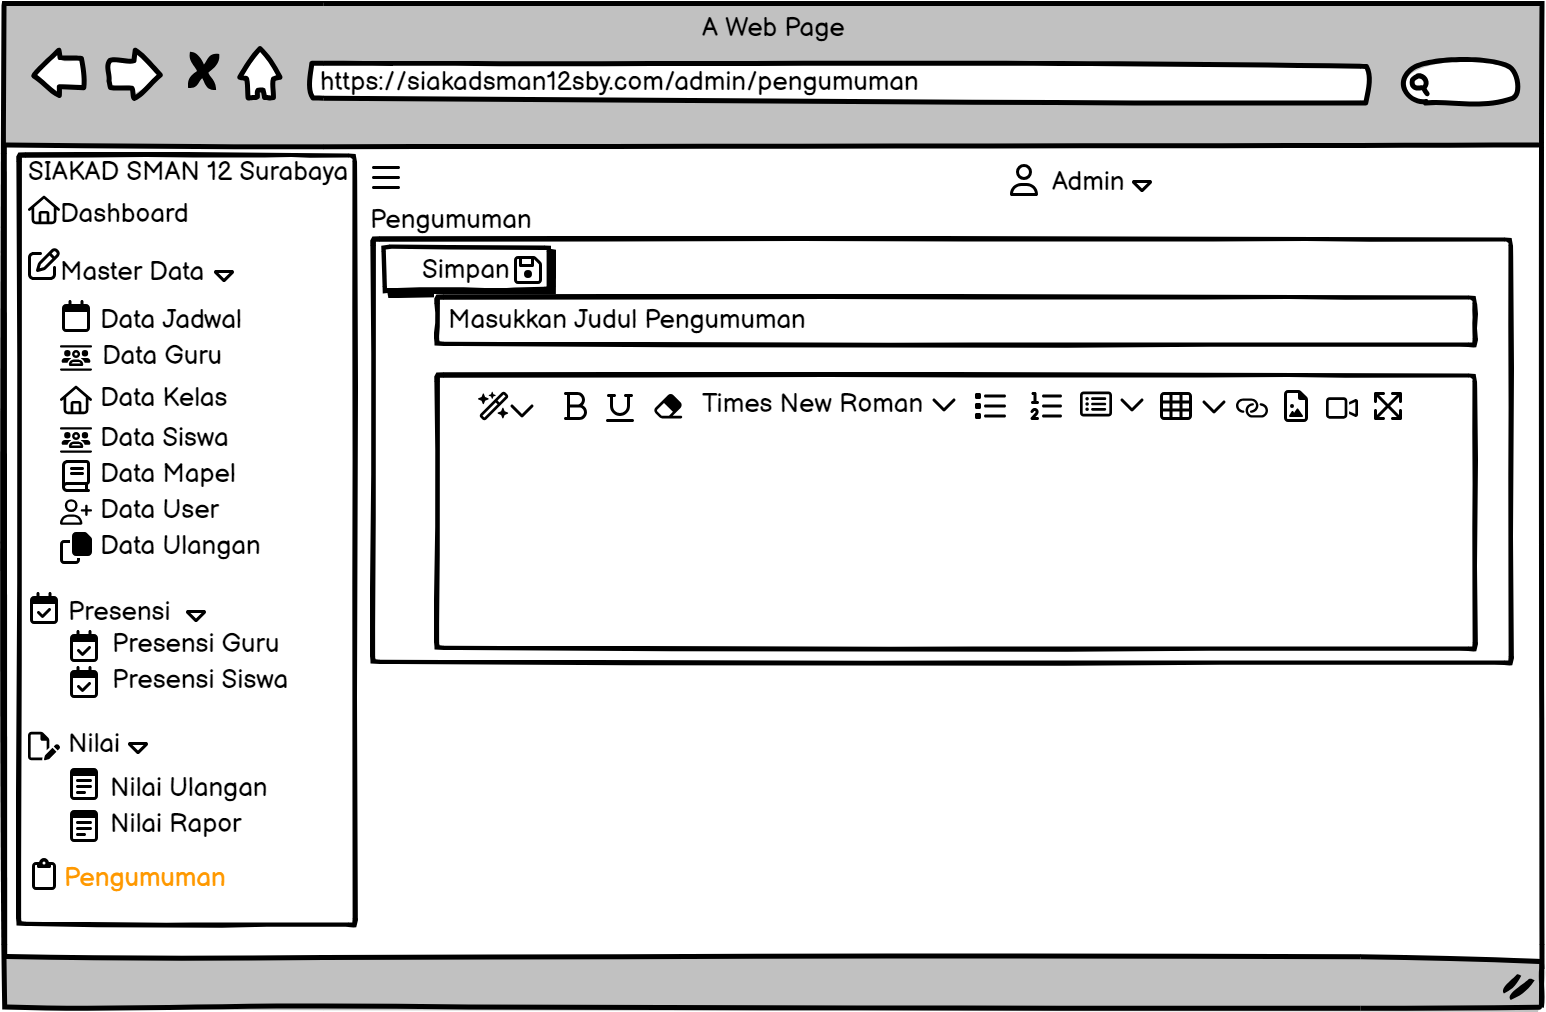 A Web Page
https://siakadsman12sby.com/admin/pengumuman
SIAKAD SMAN 12 Surabaya
Dashboard
Master Data
Data Jadwal
Data Guru
Data Kelas
Data Siswa
Data Mapel
Data User
Data Ulangan
Presensi
Presensi Guru
Presensi Siswa
Nilai
Nilai Ulangan
Nilai Rapor
Pengumuman
Admin
Pengumuman
Simpan
Masukkan Judul Pengumuman
B U Times New Roman